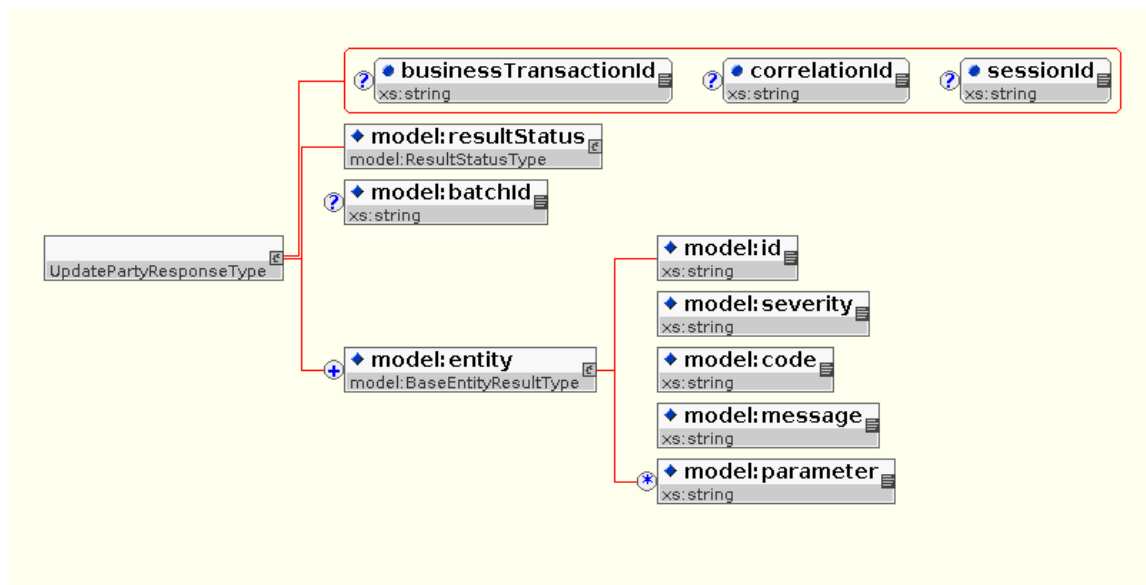 businessTransactionId
xs:string
correlationId
xs:string
sessionId
xs:string
model:resultStatus
model:ResultStatusType
model:batchId
xs:string
UpdatePartyResponseType
model:entity
model:BaseEntityResultType
model:id
xs:string
model:severity
xs:string
model:code
xs:string
model:message
xs:string
model:parameter
xs:string